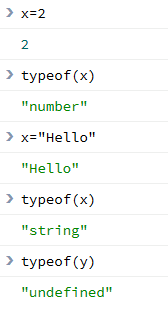 x=2
2
typeof(x)
"number"
x="Hello"
"Hello"
typeof(x)
"string"
typeof(y)
"undefined"